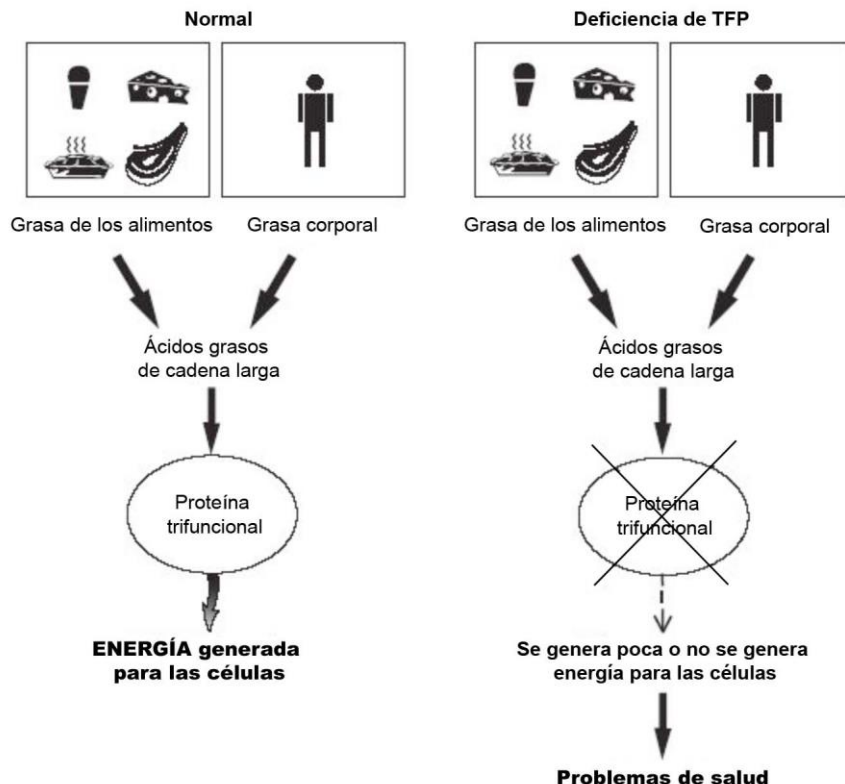 Normal
Grasa de los alimentos
Grasa corporal
Ácidos grasos
de cadena larga
Proteína
trifuncional
ENERGÍA generada
para las células
Deficiencia de TFP
Grasa de los alimentos
Grasa corporal
Ácidos grasos
de cadena larga
Proteína
trifuncional
Se genera poca o no se genera
energía para las células
Problemas de salud